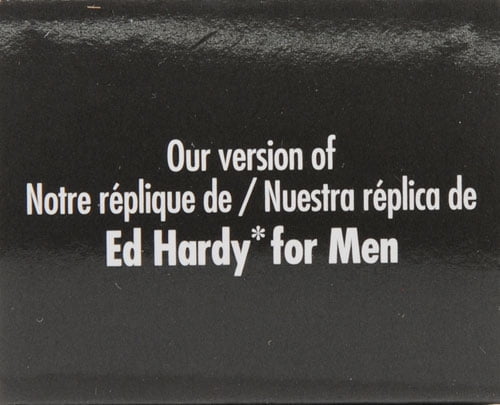 Our version of
Notre réplique de / Nuestra réplica de
Ed Hardy* for Men